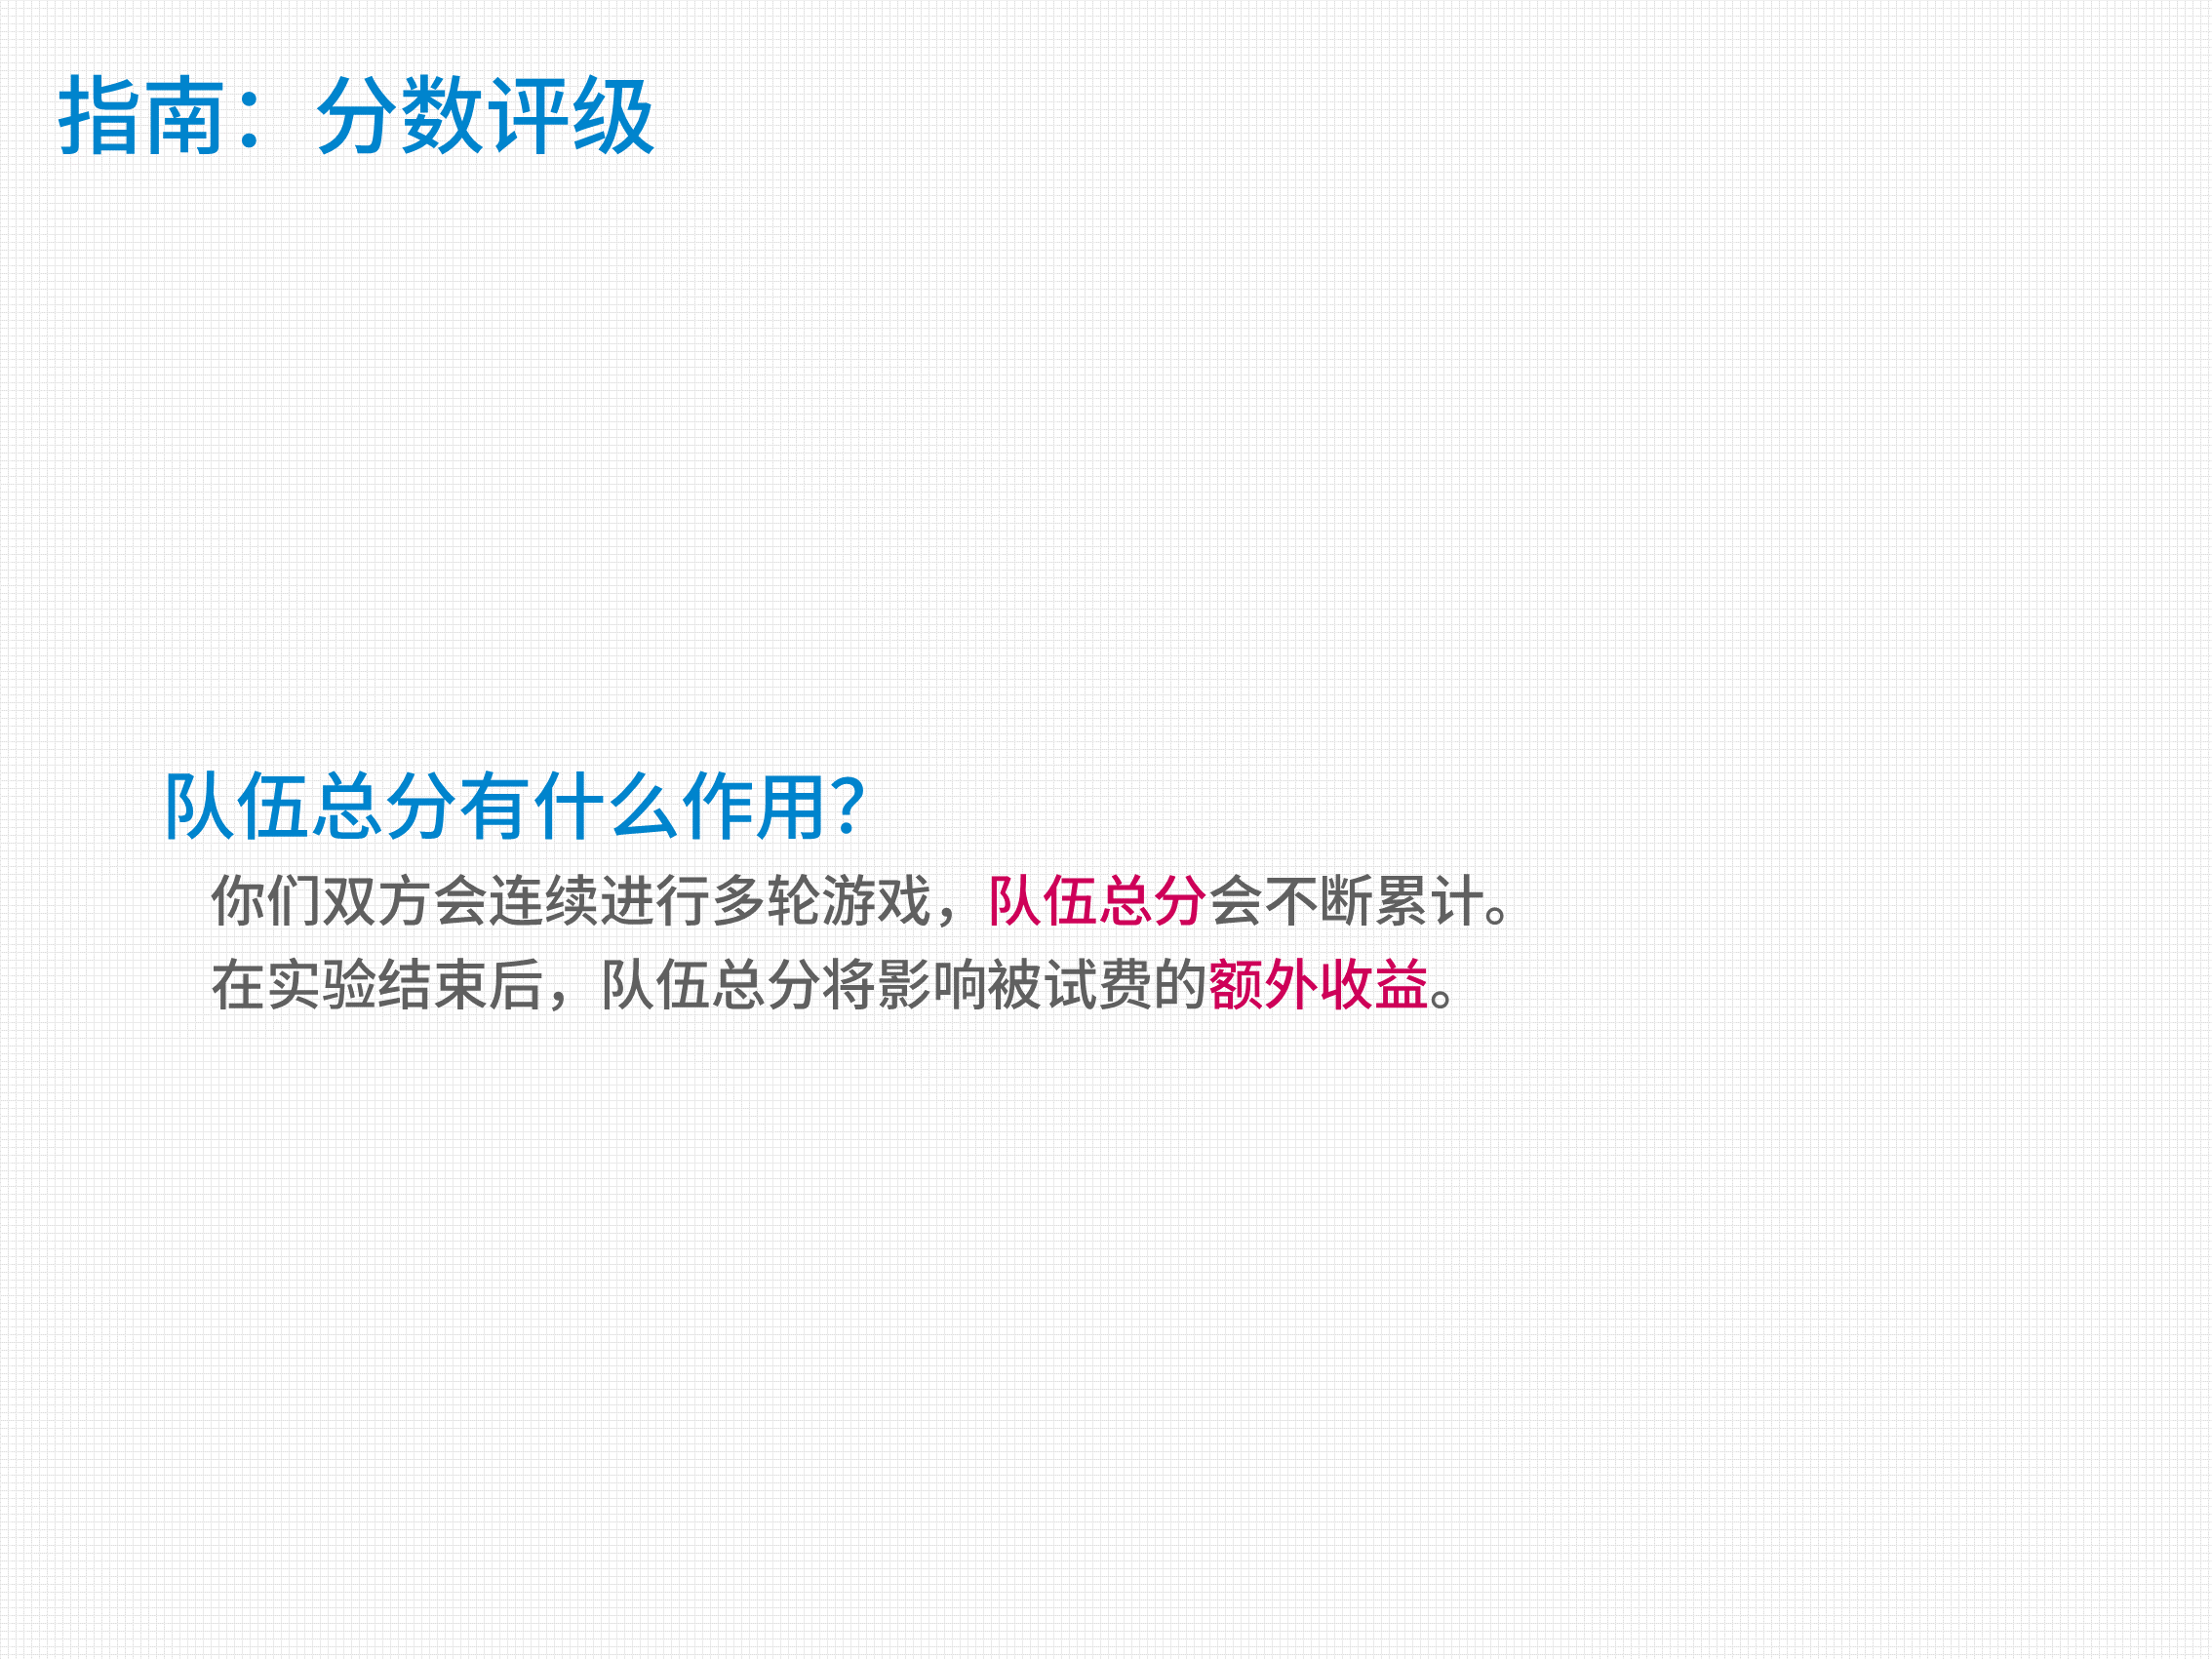 指南：分数评级
队伍总分有什么作用？
你们双方会连续进行多轮游戏，队伍总分会不断累计。
在实验结束后，队伍总分将影响被试费的额外收益。